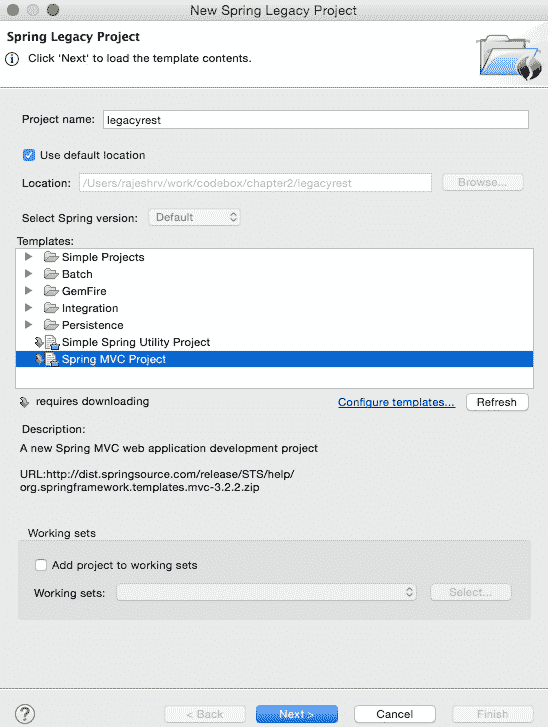 New Spring Legacy Project
Spring Legacy Project
Click 'Next' to load the template contents.
Project name: legacyrest
Use default location
Location: /Users/rajeshrv/work/codebox/chapter2/legacyrest Browse...
Select Spring version: Default
Templates:
Simple Projects
Batch
GemFire
Integration
Persistence
Simple Spring Utility Project
Spring MVC Project
requires downloading Configure templates... Refresh
Description:
A new Spring MVC web application development project
URL:http://dist.springsource.com/release/STS/help/
org.springframework.templates.mvc-3.2.2.zip
Working sets
Add project to working sets
Working sets: Select...
? < Back Next > Cancel Finish